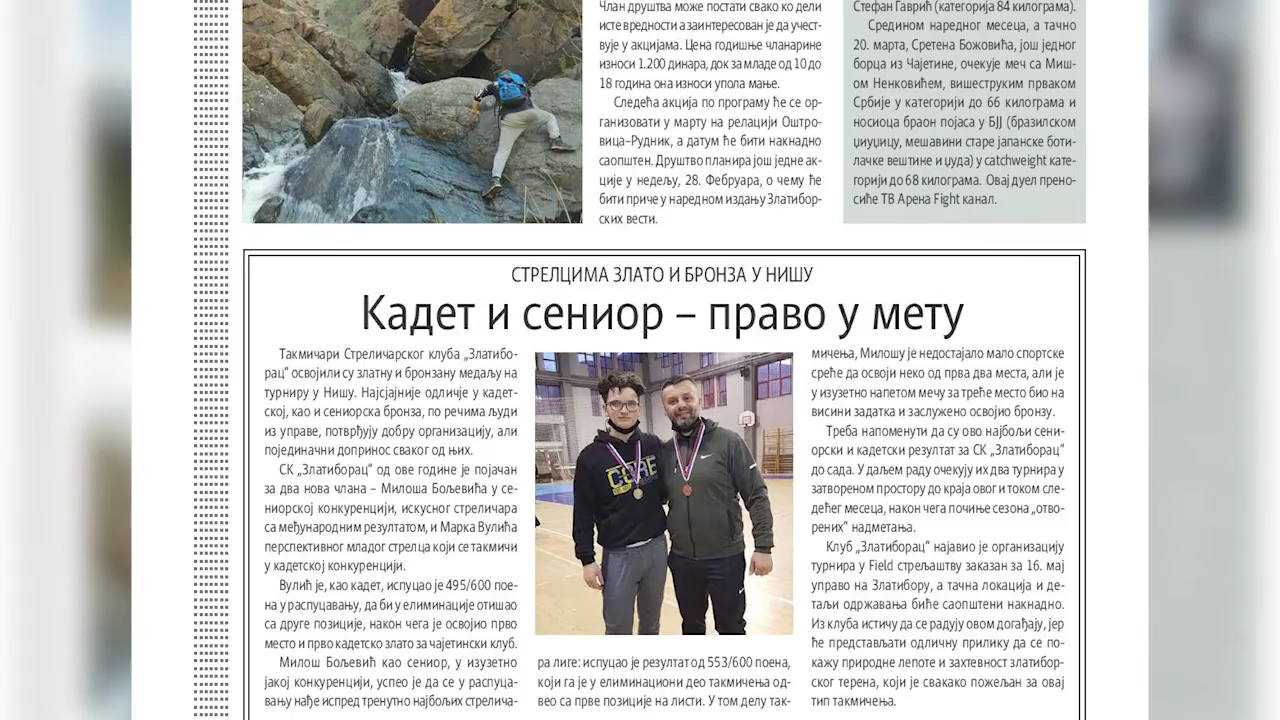 Члан друштва може постати свако ко дели
исте вредности а заинтересован је да учест-
вује у акцијама. Цена годишње чланарине
износи 1.200 динара, док за младе од 10 до
18 година она износи упола мање.
Следећа акција по програму ће се ор-
ганизовати у марту на релацији Оштро-
вица–Рудник, а датум ће бити накнадно
саопштен. Друштво планира још једне ак-
ције у недељу, 28. Фебруара, о чему ће
бити приче у наредном издању Златибор-
ских вести.
Стефан Гаврић (категорија 84 килограма).
Средином наредног месеца, а тачно
20. марта, Сретена Божовића, још једног
борца из Чајетине, очекује меч са Миш-
ом Ненковићем, вишеструким прваком
Србије у категорији до 66 килограма и
носиоца браон појаса у БЈЈ (бразилском
џиуџицу, мешавини старе јапанске боти-
лачке вештине и џуда) у catchweight кате-
горији до 68 килограма. Овај дуел прено-
сиће ТВ Арена Fight канал.
СТРЕЛЦИМА ЗЛАТО И БРОНЗА У НИШУ
Кадет и сениор – право у мету
Такмичари Стреличарског клуба „Златибо-
рац“ освојили су златну и бронзану медаљу на
турниру у Нишу. Најсјајније одличје у кадет-
ској, као и сениорска бронза, по речима људи
из управе, потврђују добру организацију, али
и појединачни допринос сваког од њих.
СК „Златиборац“ од ове године је појачан
за два нова члана – Милоша Бољевића у се-
ниорској конкуренцији, искусног стреличара
са међународним резултатом, и Марка Вулића
перспективног младог стрелца који се такмичи
у кадетској конкуренцији.
Вулић је, као кадет, испуцао је 495/600 пое-
на у распуцавању, да би у елиминације отишао
са друге позиције, након чега је освојио прво
место и прво кадетско злато за чајетински клуб.
Милош Бољевић као сениор, у изузетно
јакој конкуренцији, успео је да се у распуца-
вању нађе испред тренутно најбољих стрелича-
CORE
ра лиге: испуцао је резултат од 553/600 поена,
који га је у елиминациони део такмичења од-
вео са прве позиције на листи. У том делу так-
мичења, Милошу је недостајало мало спортске
среће да освоји неко од прва два места, али је
у изузетно напетом мечу за треће место био на
висини задатка и заслужено освојио бронзу.
Треба напоменути да су ово најбољи сени-
орски и кадетски резултат за СК „Златиборац“
до сада. У даљем раду очекују их два турнира у
затвореном простору до краја овог и током сле-
дећег месеца, након чега почиње сезона „отво-
рених“ надметања.
Клуб „Златиборац“ најавио је организацију
турнира у Field стрељаштву заказан за 16. мај
управо на Златибору, а тачна локација и де-
таљи одржавања биће саопштени накнадно.
Из клуба истичу да се радују овом догађају, јер
ће представљати одличну прилику да се по-
кажу природне лепоте и захтевност златибор-
ског терена, који је свакако пожељан за овај
тип такмичења.